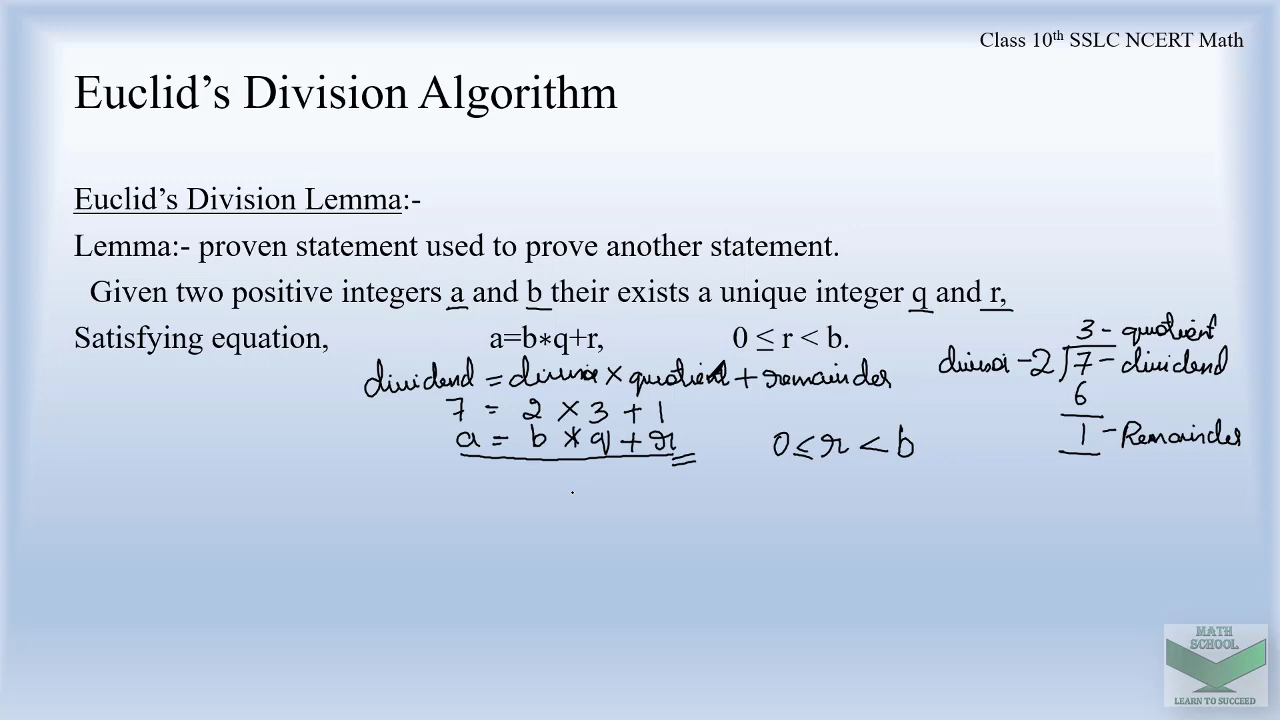 Class 10th SSLC NCERT Math
Euclid’s Division Algorithm
Euclid’s Division Lemma:-
Lemma:- proven statement used to prove another statement.
Given two positive integers a and b their exists a unique integer q and r,
Satisfying equation, a=b*q+r, 0 ≤ r < b.
dividend = divisor × quotient + remainder
7 = 2 × 3 + 1
a = b * q + r 0 ≤ r < b
3 - quotient
divisor - 2 ) 7 - dividend
6
1 - Remainder
MATH
SCHOOL
LEARN TO SUCCEED